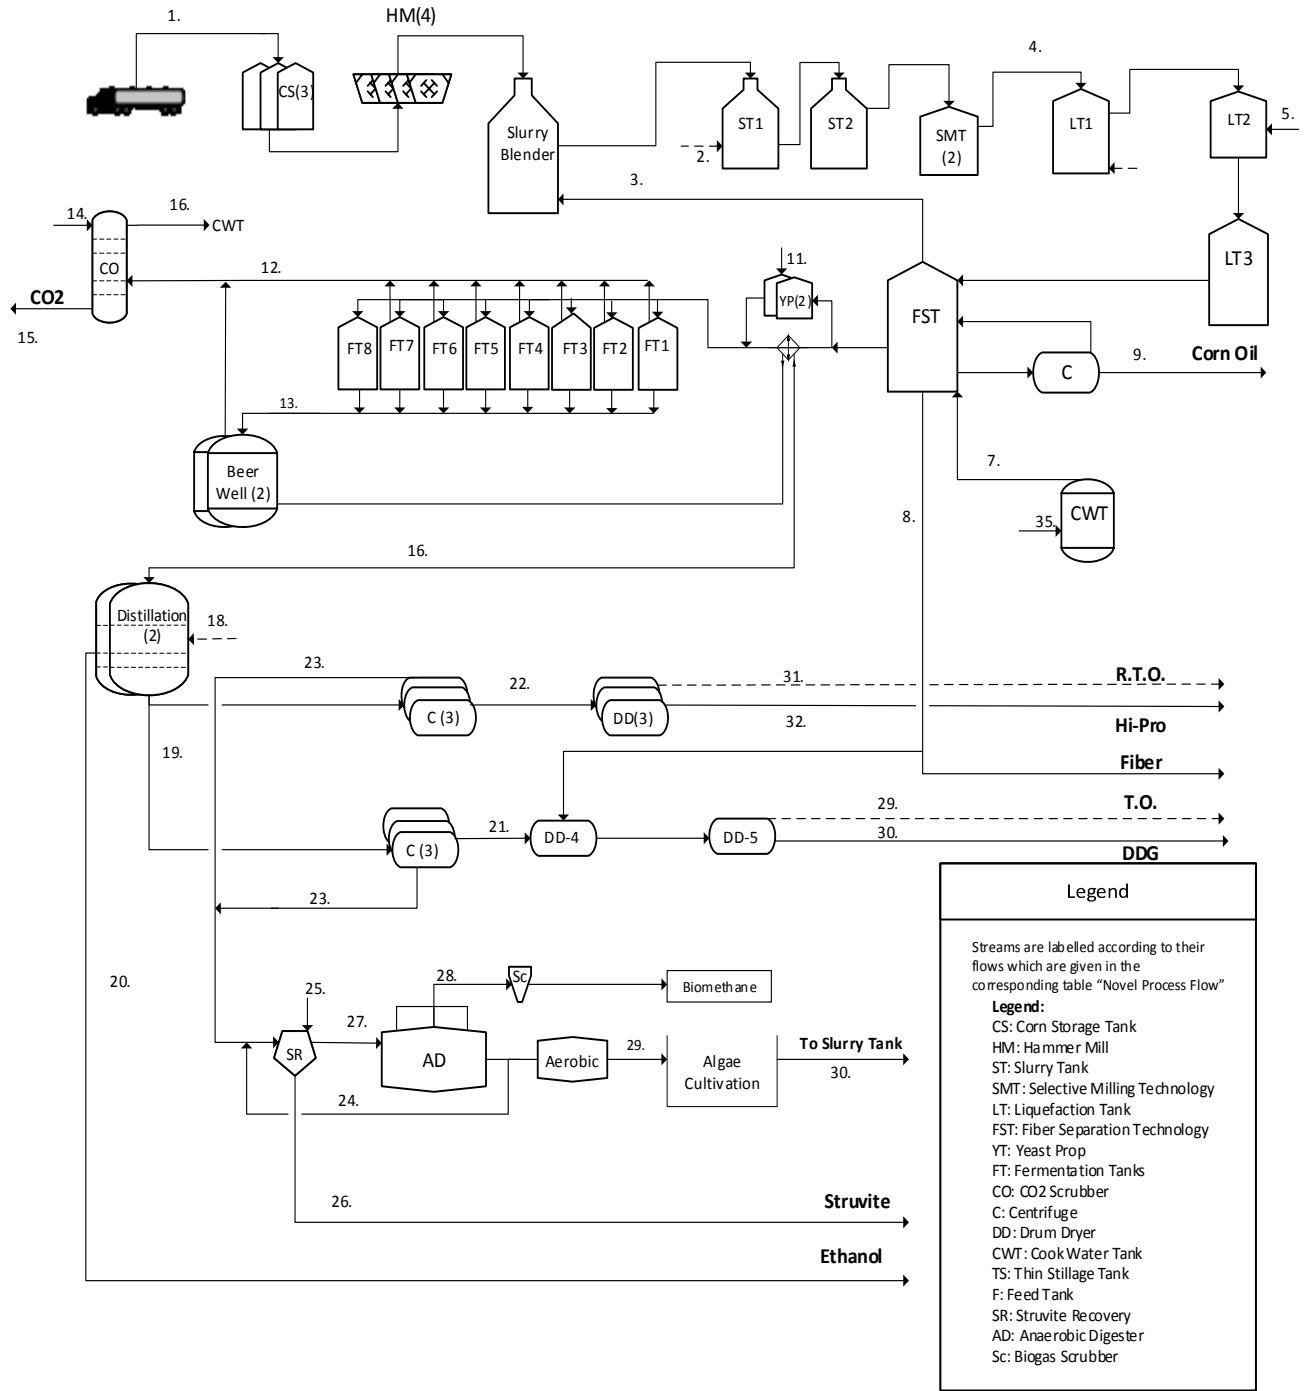 1.
HM(4)
4.
CS(3)
Slurry
Blender
ST1
ST2
SMT
(2)
LT1
LT2
5.
2.
3.
14.
16.
CWT
CO
12.
11.
YP(2)
LT3
FST
CO2
15.
FT8
FT7
FT6
FT5
FT4
FT3
FT2
FT1
9.
Corn Oil
C
13.
Beer
Well (2)
7.
CWT
35.
8.
16.
Distillation
(2)
18.
23.
22.
31.
R.T.O.
C (3)
DD(3)
32.
Hi-Pro
19.
Fiber
29.
T.O.
21.
DD-4
DD-5
30.
C (3)
DDG
23.
20.
28.
Sc
Biomethane
25.
27.
SR
AD
Aerobic
29.
Algae
Cultivation
To Slurry Tank
30.
24.
26.
Struvite
Ethanol
Legend
Streams are labelled according to their
flows which are given in the
corresponding table “Novel Process Flow”
Legend:
CS: Corn Storage Tank
HM: Hammer Mill
ST: Slurry Tank
SMT: Selective Milling Technology
LT: Liquefaction Tank
FST: Fiber Separation Technology
YT: Yeast Prop
FT: Fermentation Tanks
CO: CO2 Scrubber
C: Centrifuge
DD: Drum Dryer
CWT: Cook Water Tank
TS: Thin Stillage Tank
F: Feed Tank
SR: Struvite Recovery
AD: Anaerobic Digester
Sc: Biogas Scrubber